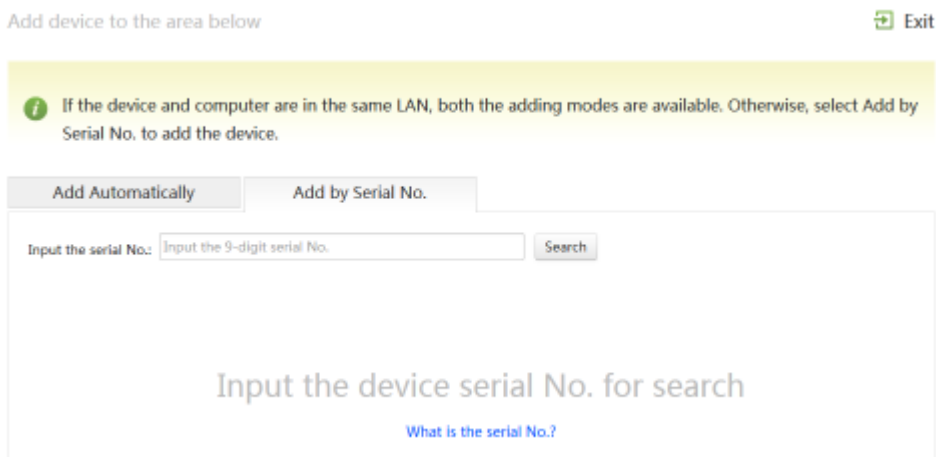 Add device to the area below
Exit
If the device and computer are in the same LAN, both the adding modes are available. Otherwise, select Add by
Serial No. to add the device.
Add Automatically
Add by Serial No.
Input the serial No.: Input the 9-digit serial No. Search
Input the device serial No. for search
What is the serial No.?